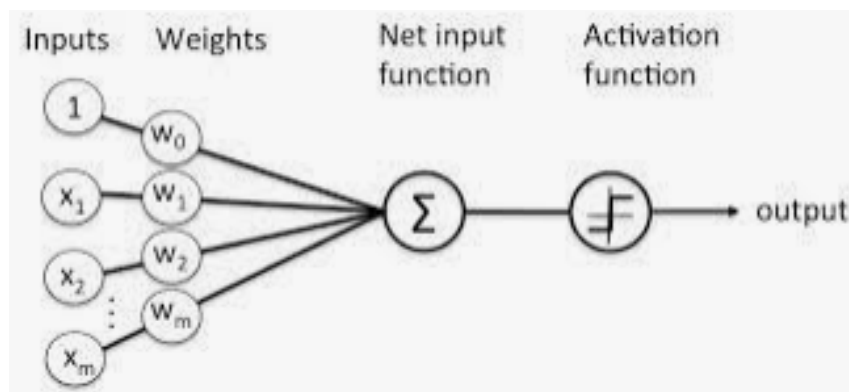 Inputs Weights Net input function Activation function
1
w₀
x₁ w₁
x₂ w₂
⋮
xₘ wₘ
Σ
output